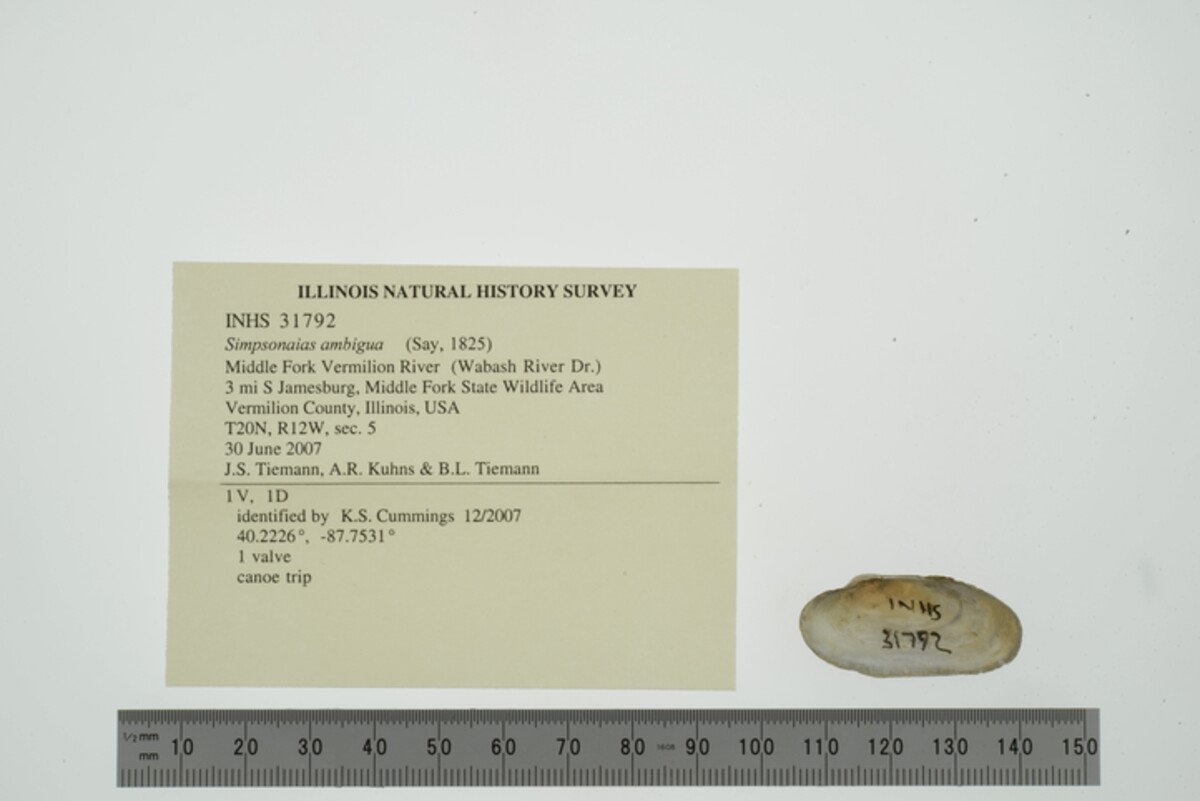 ILLINOIS NATURAL HISTORY SURVEY
INHS 31792
Simpsonaias ambigua (Say, 1825)
Middle Fork Vermilion River (Wabash River Dr.)
3 mi S Jamesburg, Middle Fork State Wildlife Area
Vermilion County, Illinois, USA
T20N, R12W, sec. 5
30 June 2007
J.S. Tiemann, A.R. Kuhns & B.L. Tiemann
1 V, 1D
identified by K.S. Cummings 12/2007
40.2226°, -87.7531°
1 valve
canoe trip
INHS
31792
1/2 mm
mm 10 20 30 40 50 60 70 80 90 100 110 120 130 140 150